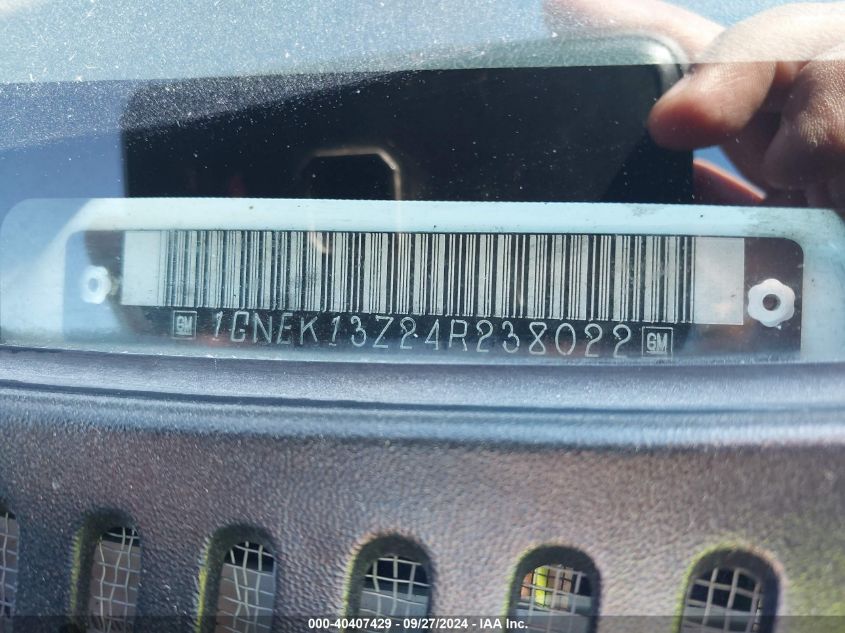 GM 1GNEK13Z24R238022 GM
000-40407429 - 09/27/2024 - IAA Inc.